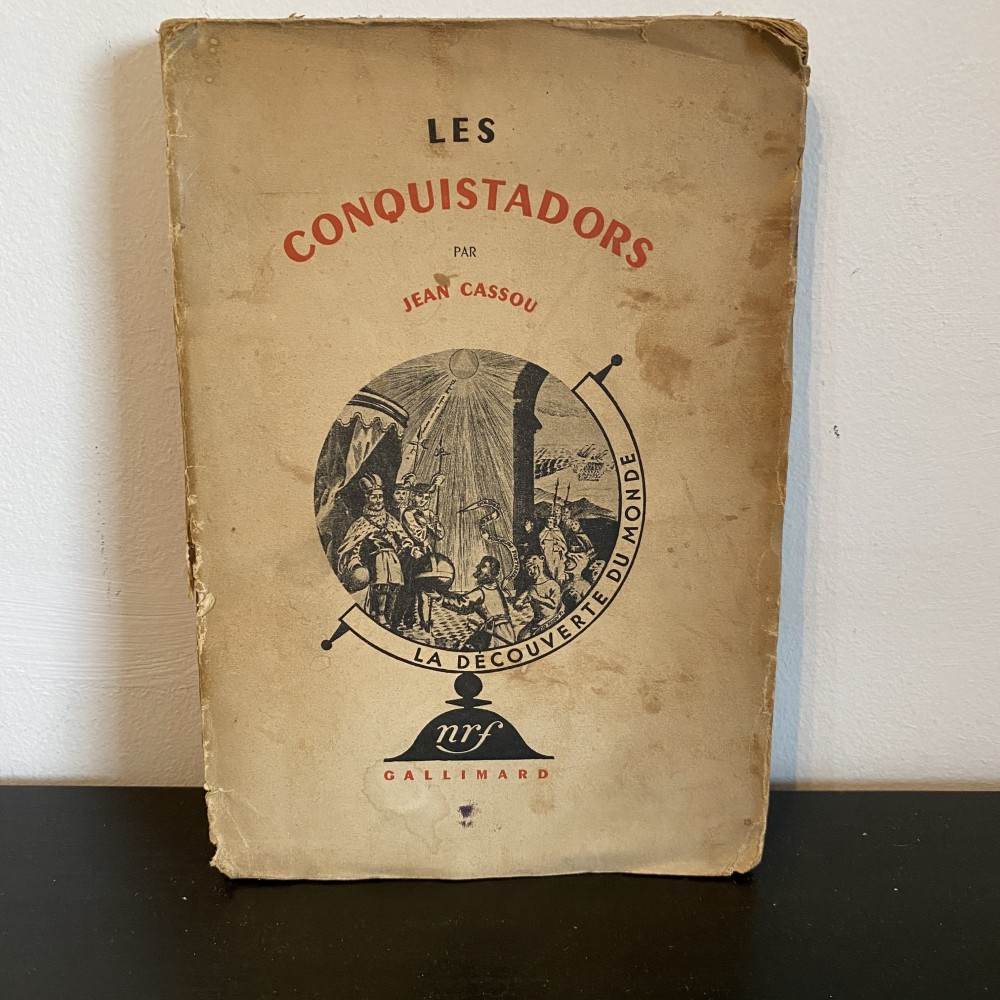 LES
CONQUISTADORS
PAR
JEAN CASSOU
LA DÉCOUVERTE DU MONDE
nrf
GALLIMARD